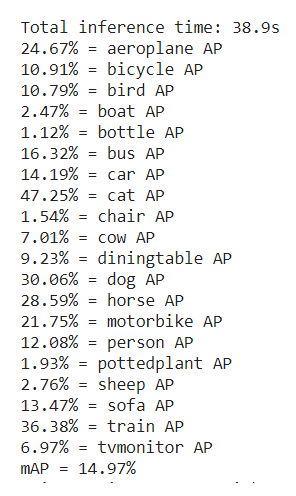 Total inference time: 38.9s
24.67% = aeroplane AP
10.91% = bicycle AP
10.79% = bird AP
2.47% = boat AP
1.12% = bottle AP
16.32% = bus AP
14.19% = car AP
47.25% = cat AP
1.54% = chair AP
7.01% = cow AP
9.23% = diningtable AP
30.06% = dog AP
28.59% = horse AP
21.75% = motorbike AP
12.08% = person AP
1.93% = pottedplant AP
2.76% = sheep AP
13.47% = sofa AP
36.38% = train AP
6.97% = tvmonitor AP
mAP = 14.97%